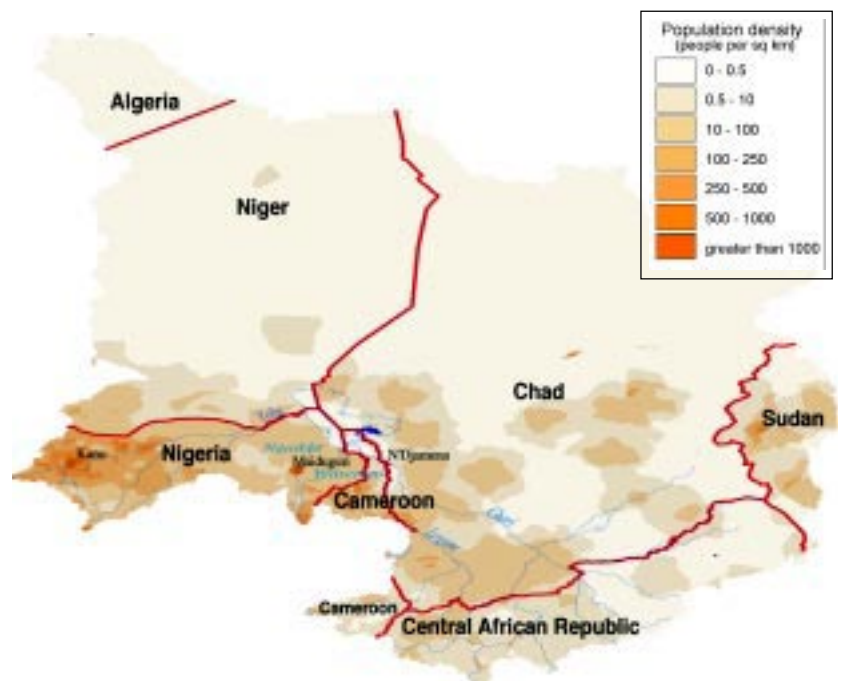 Population density
(people per sq km)
0 - 0.5
0.5 - 10
10 - 100
100 - 250
250 - 500
500 - 1000
greater than 1000
Algeria
Niger
Chad
Sudan
Kano
Nigeria
Maiduguri
N'Djamena
Cameroon
Cameroon
Central African Republic